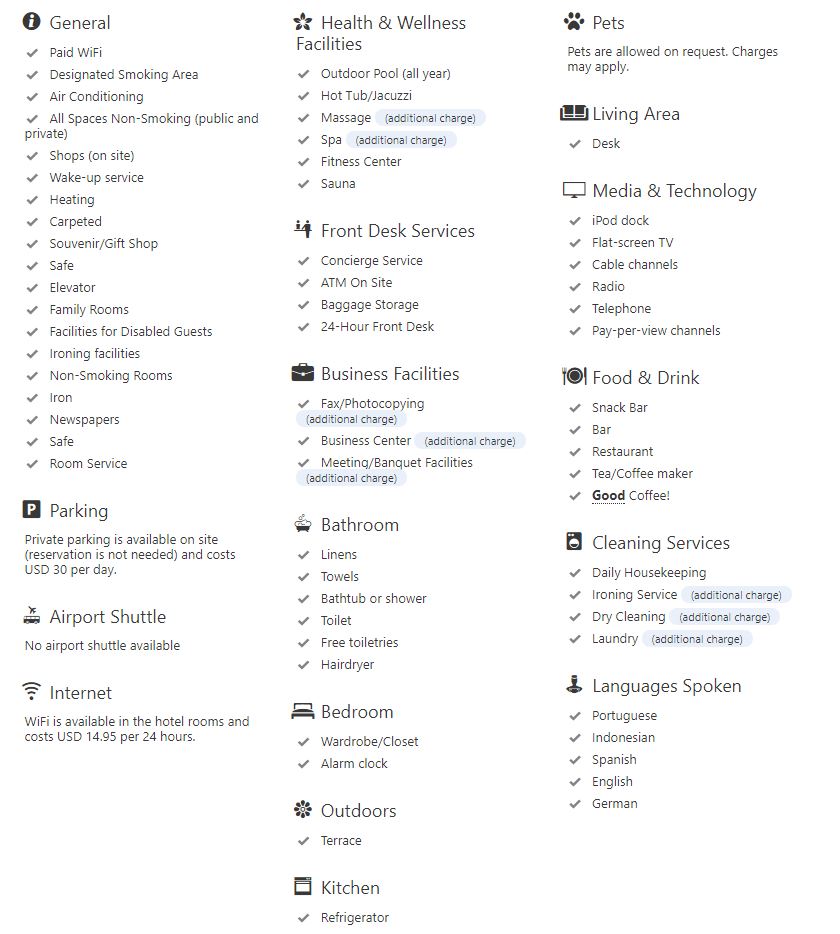 General
Paid WiFi
Designated Smoking Area
Air Conditioning
All Spaces Non-Smoking (public and
private)
Shops (on site)
Wake-up service
Heating
Carpeted
Souvenir/Gift Shop
Safe
Elevator
Family Rooms
Facilities for Disabled Guests
Ironing facilities
Non-Smoking Rooms
Iron
Newspapers
Safe
Room Service
P Parking
Private parking is available on site
(reservation is not needed) and costs
USD 30 per day.
Airport Shuttle
No airport shuttle available
Internet
WiFi is available in the hotel rooms and
costs USD 14.95 per 24 hours.
Health & Wellness
Facilities
Outdoor Pool (all year)
Hot Tub/Jacuzzi
Massage (additional charge)
Spa (additional charge)
Fitness Center
Sauna
Front Desk Services
Concierge Service
ATM On Site
Baggage Storage
24-Hour Front Desk
Business Facilities
Fax/Photocopying
(additional charge)
Business Center (additional charge)
Meeting/Banquet Facilities
(additional charge)
Bathroom
Linens
Towels
Bathtub or shower
Toilet
Free toiletries
Hairdryer
Bedroom
Wardrobe/Closet
Alarm clock
Outdoors
Terrace
Kitchen
Refrigerator
Pets
Pets are allowed on request. Charges
may apply.
Living Area
Desk
Media & Technology
iPod dock
Flat-screen TV
Cable channels
Radio
Telephone
Pay-per-view channels
Food & Drink
Snack Bar
Bar
Restaurant
Tea/Coffee maker
Good Coffee!
Cleaning Services
Daily Housekeeping
Ironing Service (additional charge)
Dry Cleaning (additional charge)
Laundry (additional charge)
Languages Spoken
Portuguese
Indonesian
Spanish
English
German